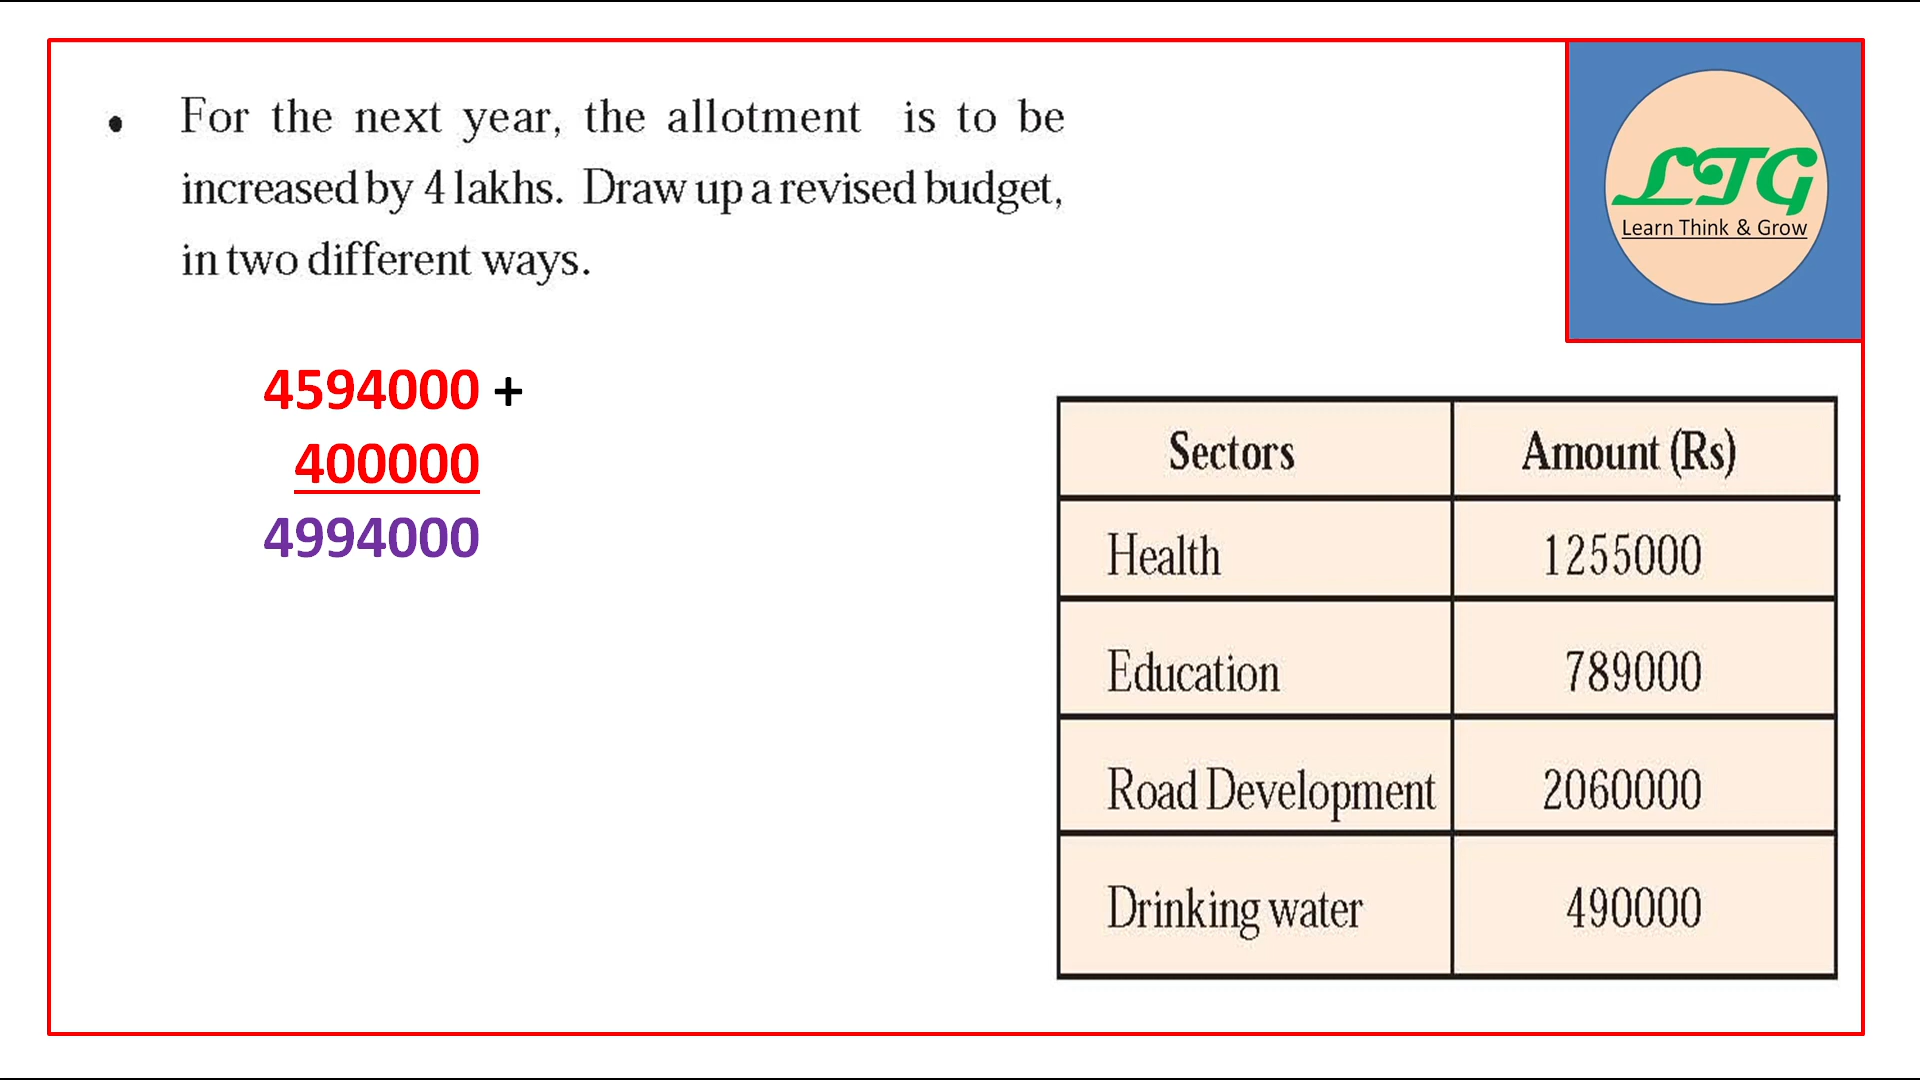 • For the next year, the allotment is to be
increased by 4 lakhs. Draw up a revised budget,
in two different ways.
LTG
Learn Think & Grow
4594000 +
400000
4994000
Sectors Amount (Rs)
Health 1255000
Education 789000
Road Development 2060000
Drinking water 490000